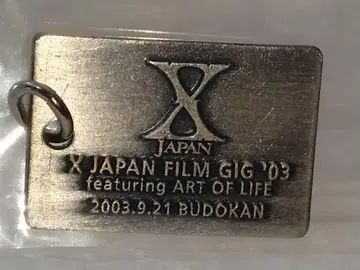 X
JAPAN
X JAPAN FILM GIG '03
featuring ART OF LIFE
2003.9.21 BUDOKAN